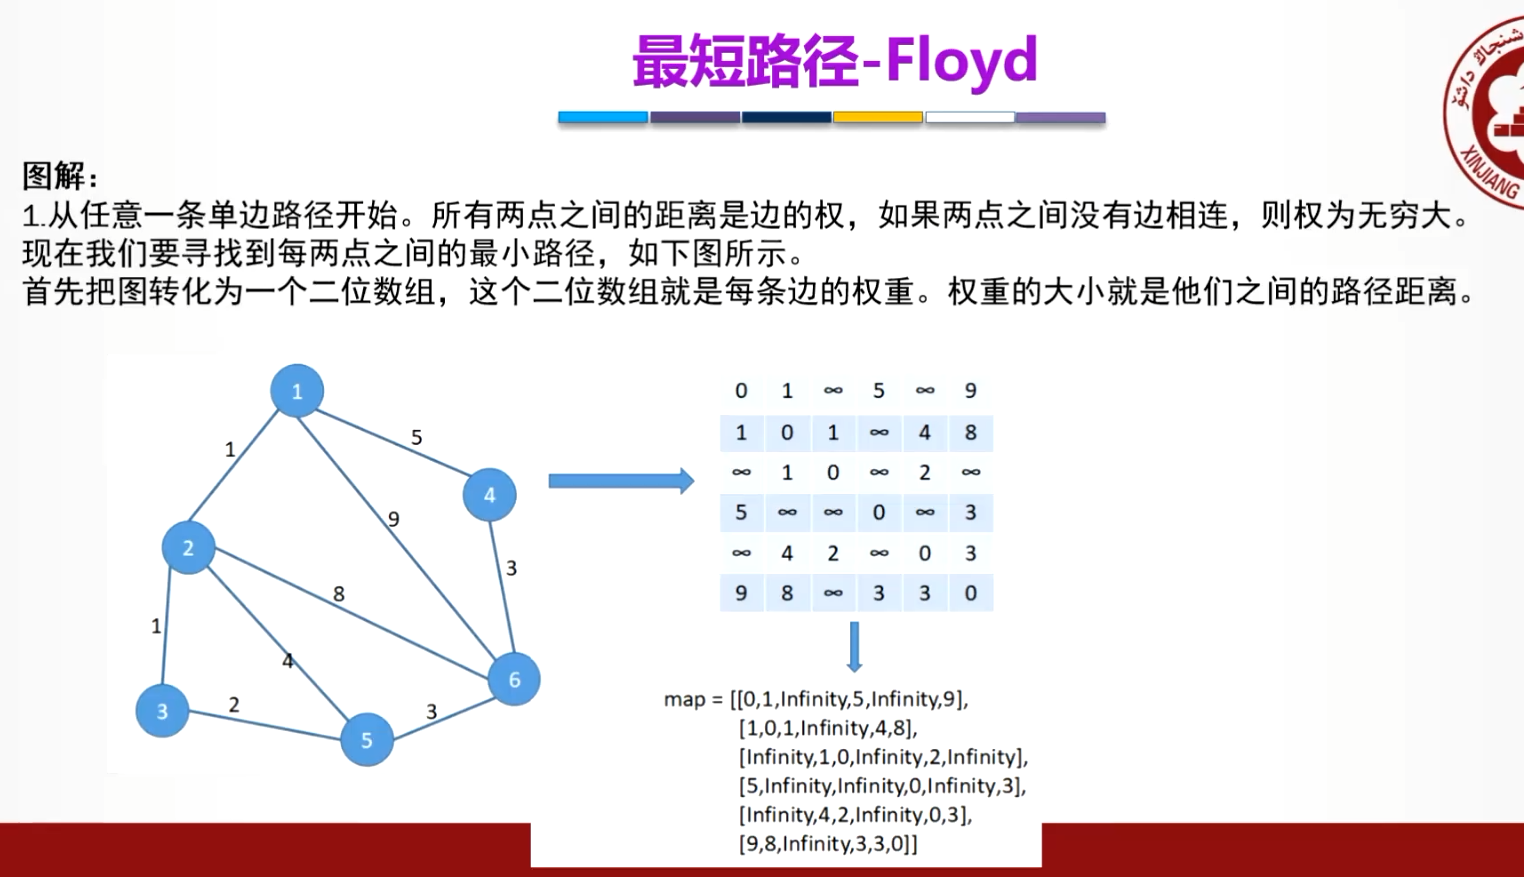 最短路径-Floyd
XINJIANG
图解：
1.从任意一条单边路径开始。所有两点之间的距离是边的权，如果两点之间没有边相连，则权为无穷大。
现在我们要寻找到每两点之间的最小路径，如下图所示。
首先把图转化为一个二位数组，这个二位数组就是每条边的权重。权重的大小就是他们之间的路径距离。
1
5
1
4
9
2
3
8
1
4
6
3
2
5
3
0 1 ∞ 5 ∞ 9
1 0 1 ∞ 4 8
∞ 1 0 ∞ 2 ∞
5 ∞ ∞ 0 ∞ 3
∞ 4 2 ∞ 0 3
9 8 ∞ 3 3 0
map = [[0,1,Infinity,5,Infinity,9],
[1,0,1,Infinity,4,8],
[Infinity,1,0,Infinity,2,Infinity],
[5,Infinity,Infinity,0,Infinity,3],
[Infinity,4,2,Infinity,0,3],
[9,8,Infinity,3,3,0]]